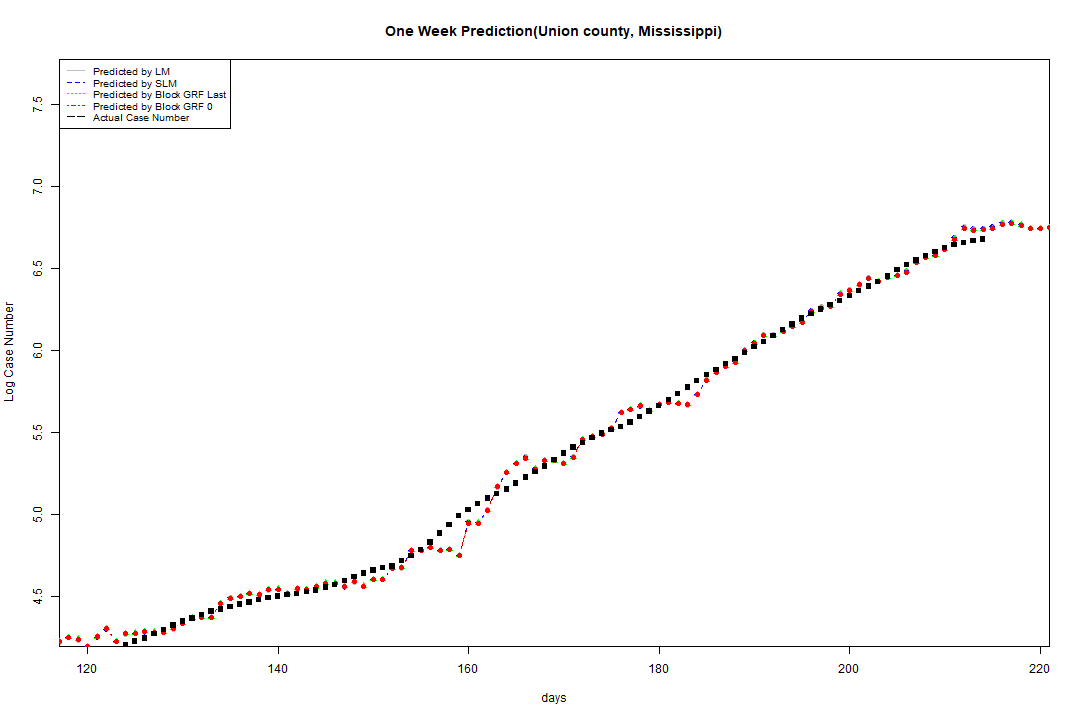 One Week Prediction(Union county, Mississippi)
Predicted by LM
Predicted by SLM
Predicted by Block GRF Last
Predicted by Block GRF 0
Actual Case Number
7.5
7.0
6.5
6.0
5.5
5.0
4.5
Log Case Number
120 140 160 180 200 220
days